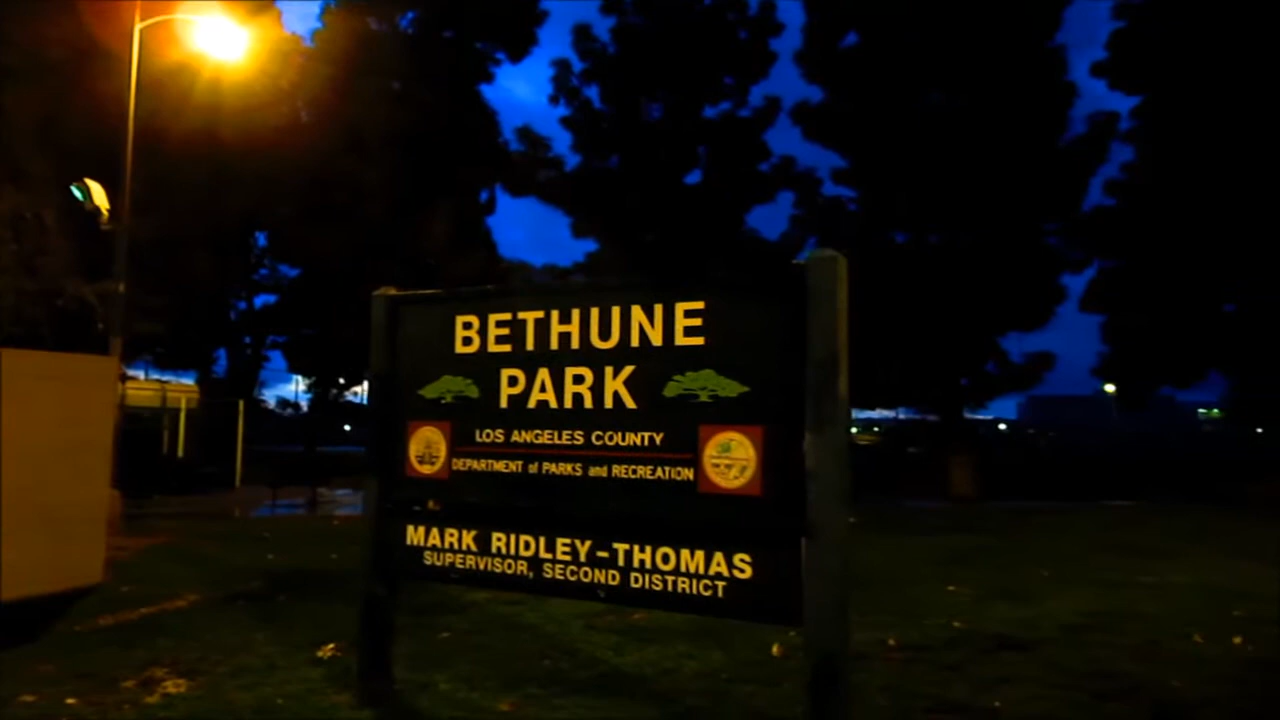 BETHUNE
PARK
LOS ANGELES COUNTY
DEPARTMENT of PARKS and RECREATION
MARK RIDLEY-THOMAS
SUPERVISOR, SECOND DISTRICT